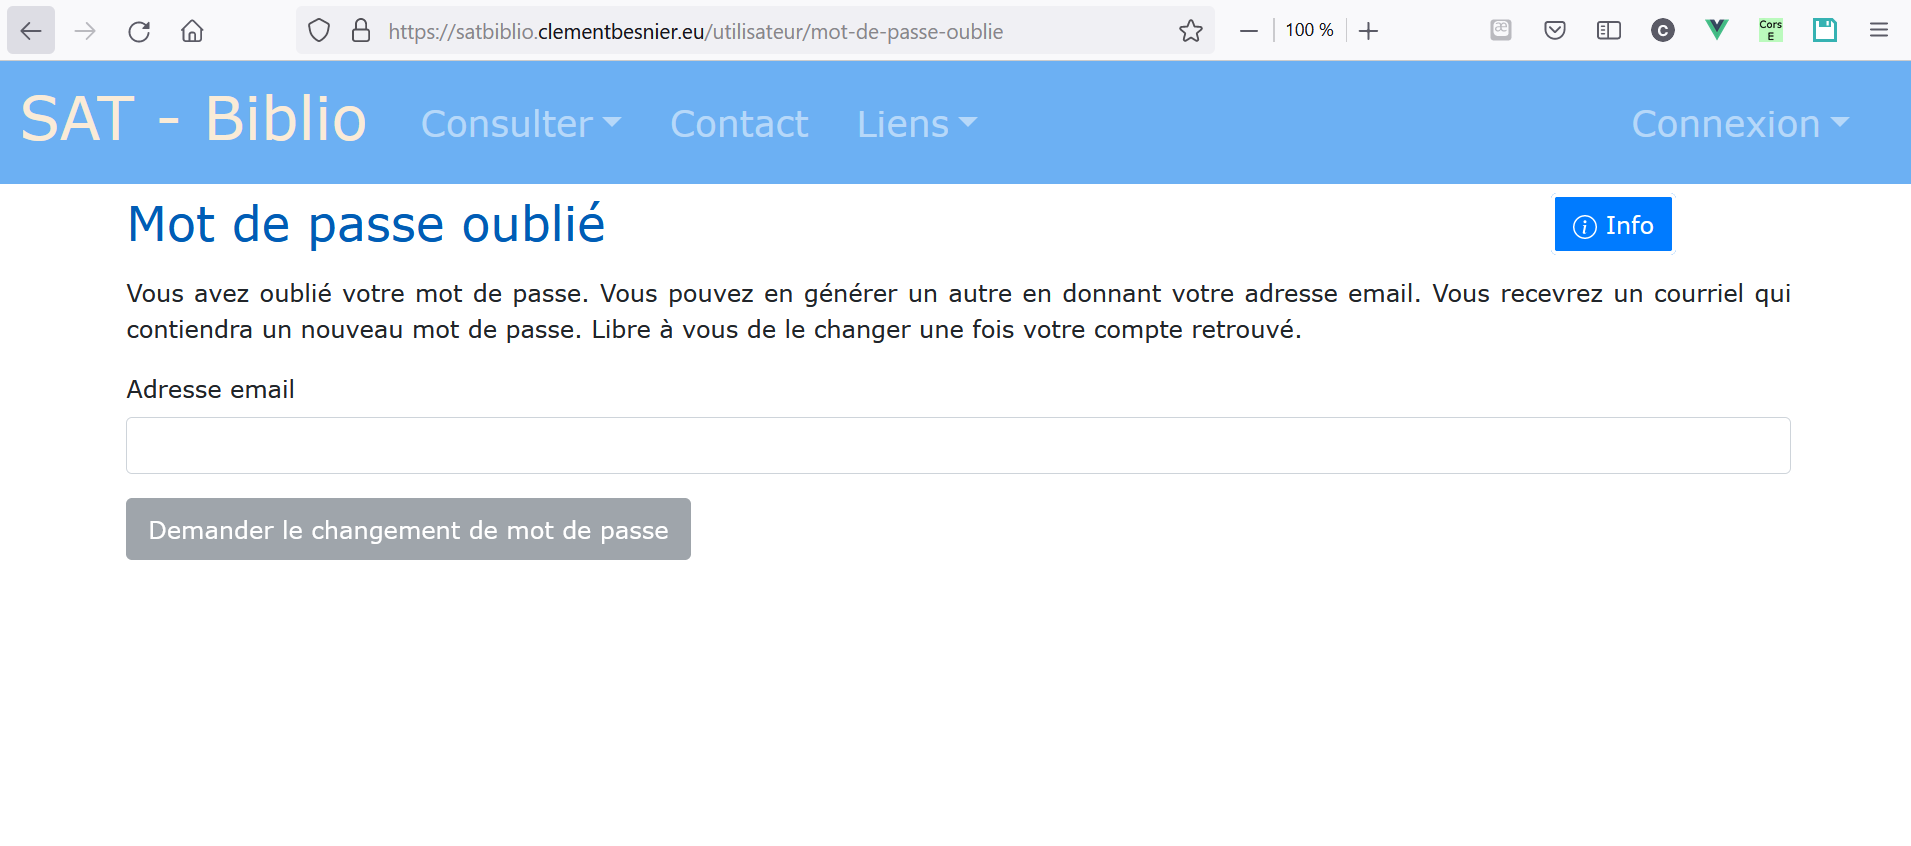 https://satbiblio.clementbesnier.eu/utilisateur/mot-de-passe-oublie
100 %
æ
C
Cors
E
SAT - Biblio
Consulter
Contact
Liens
Connexion
Mot de passe oublié
Info
Vous avez oublié votre mot de passe. Vous pouvez en générer un autre en donnant votre adresse email. Vous recevrez un courriel qui
contiendra un nouveau mot de passe. Libre à vous de le changer une fois votre compte retrouvé.
Adresse email
Demander le changement de mot de passe